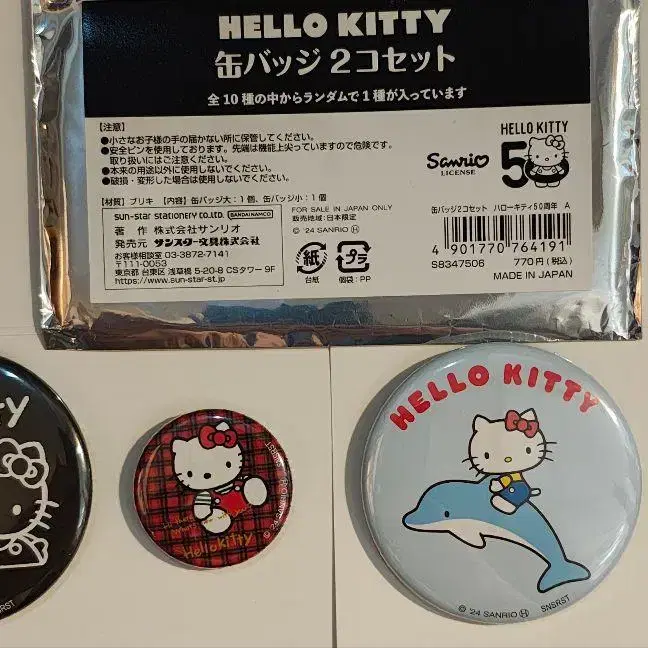 HELLO KITTY
缶バッジ2コセット
全10種の中からランダムで1種が入っています
【注意】
●小さなお子様の手の届かない所に保管してください。
●安全ピンを使用しております。先端は機能上尖っていますので危険です。
取り扱いにはご注意ください。
●本来の用途以外に使用しないでください。
●破損・変形した場合は使用しないでください。
【材質】ブリキ 【内容】缶バッジ大:1個、缶バッジ小:1個
sun-star stationery co.,LTD. BANDAI NAMCO
著 作 株式会社サンリオ
発売元 サンスター文具株式会社
お客様相談室 03-3872-7141
〒111-0053
東京都 台東区 浅草橋 5-20-8 CSタワー 9F
https://www.sun-star-st.jp
FOR SALE IN JAPAN ONLY
販売地域:日本限定
© '24 SANRIO Ⓗ
紙
台紙
プラ
個袋:PP
Sanrio
LICENSE
HELLO KITTY
50
缶バッジ2コセット ハローキティ50周年 A
4 901770 764191
S8347506
770円(税込)
MADE IN JAPAN
SNSRST
Hello Kitty
© '24 SANRIO Ⓗ
HELLO KITTY
© '24 SANRIO Ⓗ SNSRST